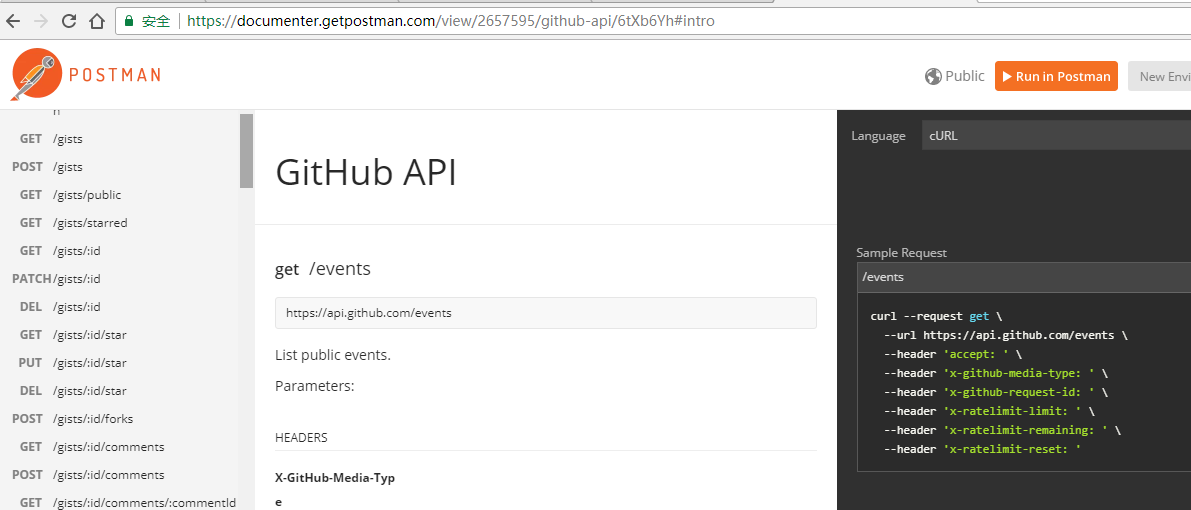 安全
https://documenter.getpostman.com/view/2657595/github-api/6tXb6Yh#intro
POSTMAN
Public
Run in Postman
New Envi
GET /gists
POST /gists
GET /gists/public
GET /gists/starred
GET /gists/:id
PATCH /gists/:id
DEL /gists/:id
GET /gists/:id/star
PUT /gists/:id/star
DEL /gists/:id/star
POST /gists/:id/forks
GET /gists/:id/comments
POST /gists/:id/comments
GET /gists/:id/comments/:commentId
GitHub API
get /events
https://api.github.com/events
List public events.
Parameters:
HEADERS
X-GitHub-Media-Typ
e
Language
cURL
Sample Request
/events
curl --request get \
--url https://api.github.com/events \
--header 'accept: ' \
--header 'x-github-media-type: ' \
--header 'x-github-request-id: ' \
--header 'x-ratelimit-limit: ' \
--header 'x-ratelimit-remaining: ' \
--header 'x-ratelimit-reset: '